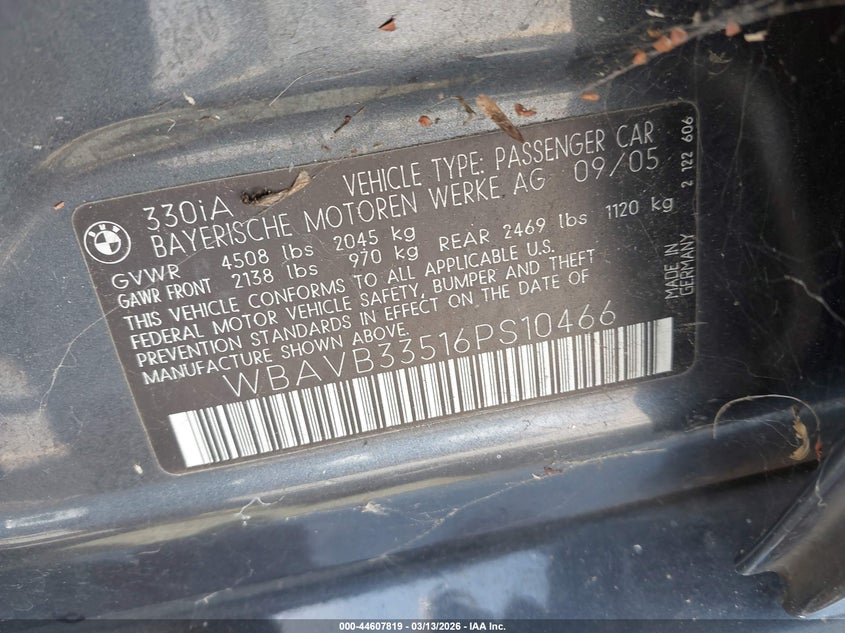 330iA VEHICLE TYPE: PASSENGER CAR
BAYERISCHE MOTOREN WERKE AG 09/05
GVWR 4508 lbs 2045 kg
GAWR FRONT 2138 lbs 970 kg REAR 2469 lbs 1120 kg
THIS VEHICLE CONFORMS TO ALL APPLICABLE U.S.
FEDERAL MOTOR VEHICLE SAFETY, BUMPER AND THEFT
PREVENTION STANDARDS IN EFFECT ON THE DATE OF
MANUFACTURE SHOWN ABOVE.
WBAVB33516PS10466
MADE IN
GERMANY
2 122 606
BMW
000-44607819 - 03/13/2026 - IAA Inc.